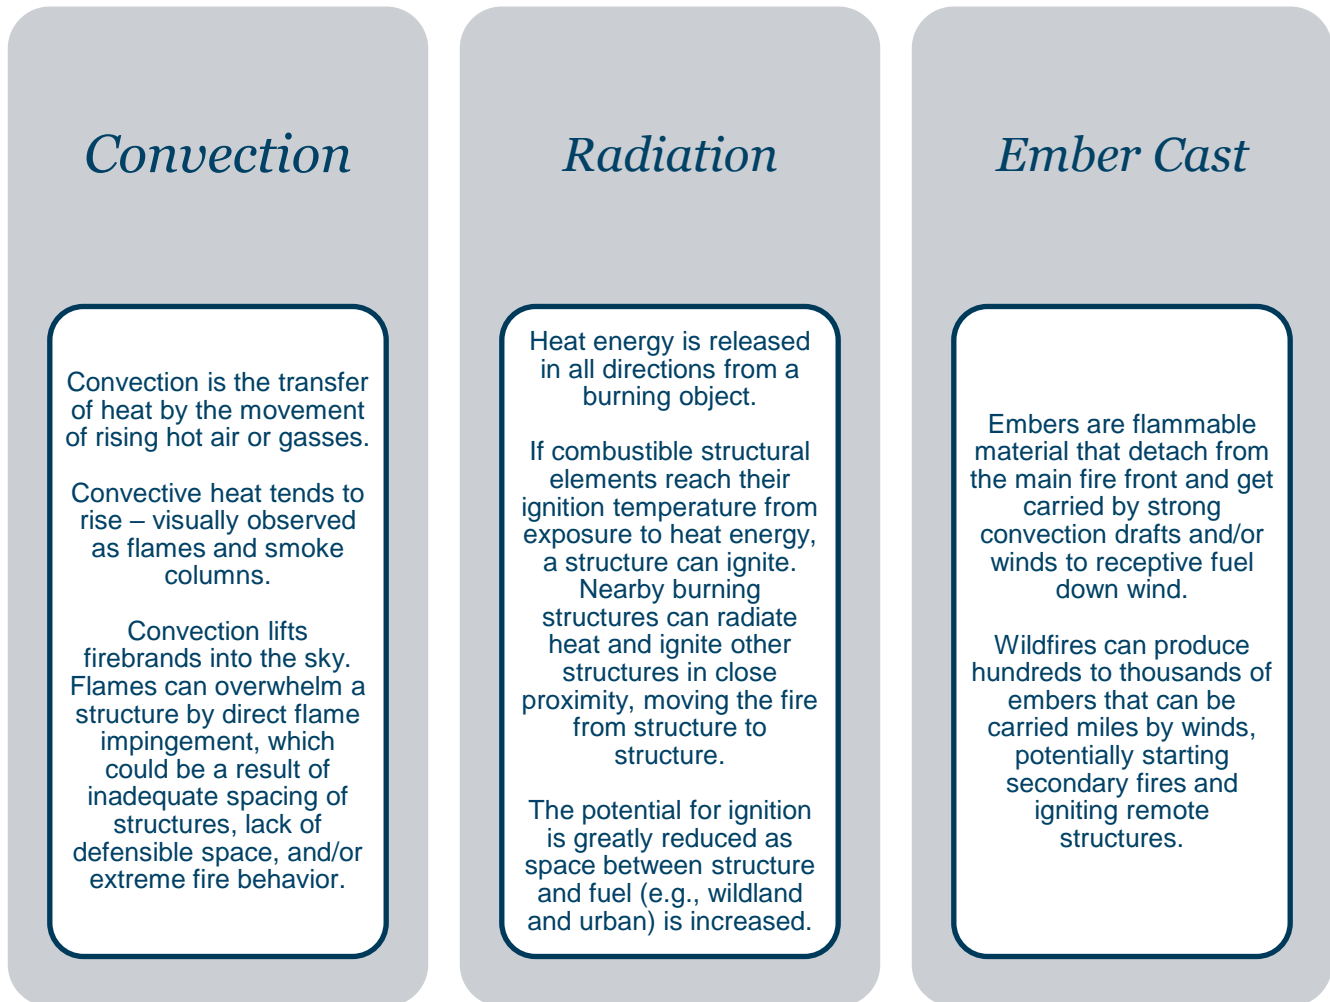 Convection
Convection is the transfer
of heat by the movement
of rising hot air or gasses.
Convective heat tends to
rise – visually observed
as flames and smoke
columns.
Convection lifts
firebrands into the sky.
Flames can overwhelm a
structure by direct flame
impingement, which
could be a result of
inadequate spacing of
structures, lack of
defensible space, and/or
extreme fire behavior.
Radiation
Heat energy is released
in all directions from a
burning object.
If combustible structural
elements reach their
ignition temperature from
exposure to heat energy,
a structure can ignite.
Nearby burning
structures can radiate
heat and ignite other
structures in close
proximity, moving the fire
from structure to
structure.
The potential for ignition
is greatly reduced as
space between structure
and fuel (e.g., wildland
and urban) is increased.
Ember Cast
Embers are flammable
material that detach from
the main fire front and get
carried by strong
convection drafts and/or
winds to receptive fuel
down wind.
Wildfires can produce
hundreds to thousands of
embers that can be
carried miles by winds,
potentially starting
secondary fires and
igniting remote
structures.